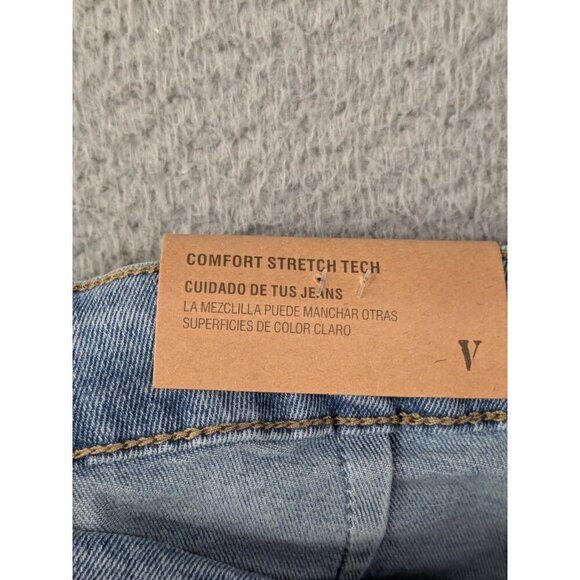 COMFORT STRETCH TECH
CUIDADO DE TUS JEANS
LA MEZCLILLA PUEDE MANCHAR OTRAS
SUPERFICIES DE COLOR CLARO
V